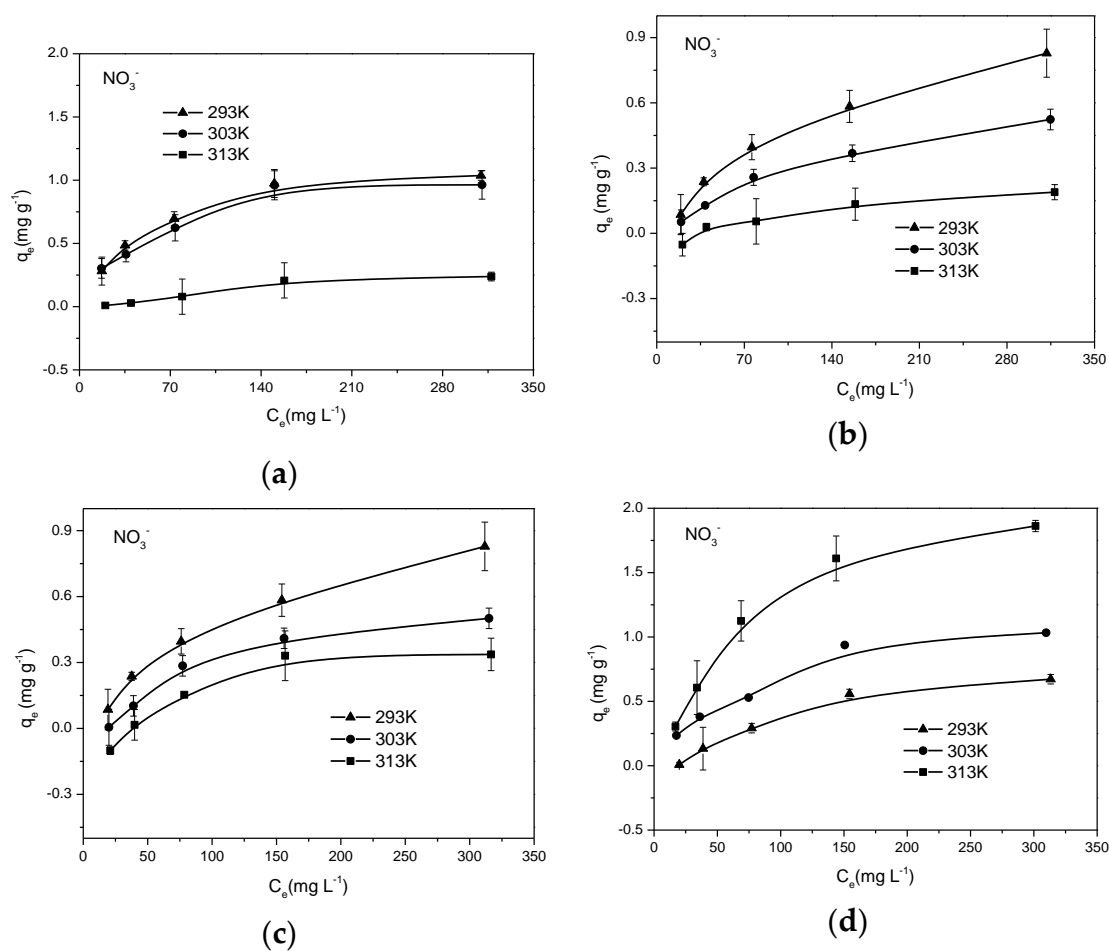 2.0
1.5
1.0
0.5
0.0
-0.5
qₑ(mg g⁻¹)
NO₃⁻
293K
303K
313K
0 70 140 210 280 350
Cₑ(mg L⁻¹)
(a)
0.9
0.6
0.3
0.0
-0.3
qₑ(mg g⁻¹)
NO₃⁻
293K
303K
313K
0 70 140 210 280 350
Cₑ(mg L⁻¹)
(b)
0.9
0.6
0.3
0.0
-0.3
qₑ(mg g⁻¹)
NO₃⁻
293K
303K
313K
0 50 100 150 200 250 300 350
Cₑ(mg L⁻¹)
(c)
2.0
1.5
1.0
0.5
0.0
-0.5
qₑ(mg g⁻¹)
NO₃⁻
293K
303K
313K
0 50 100 150 200 250 300 350
Cₑ(mg L⁻¹)
(d)